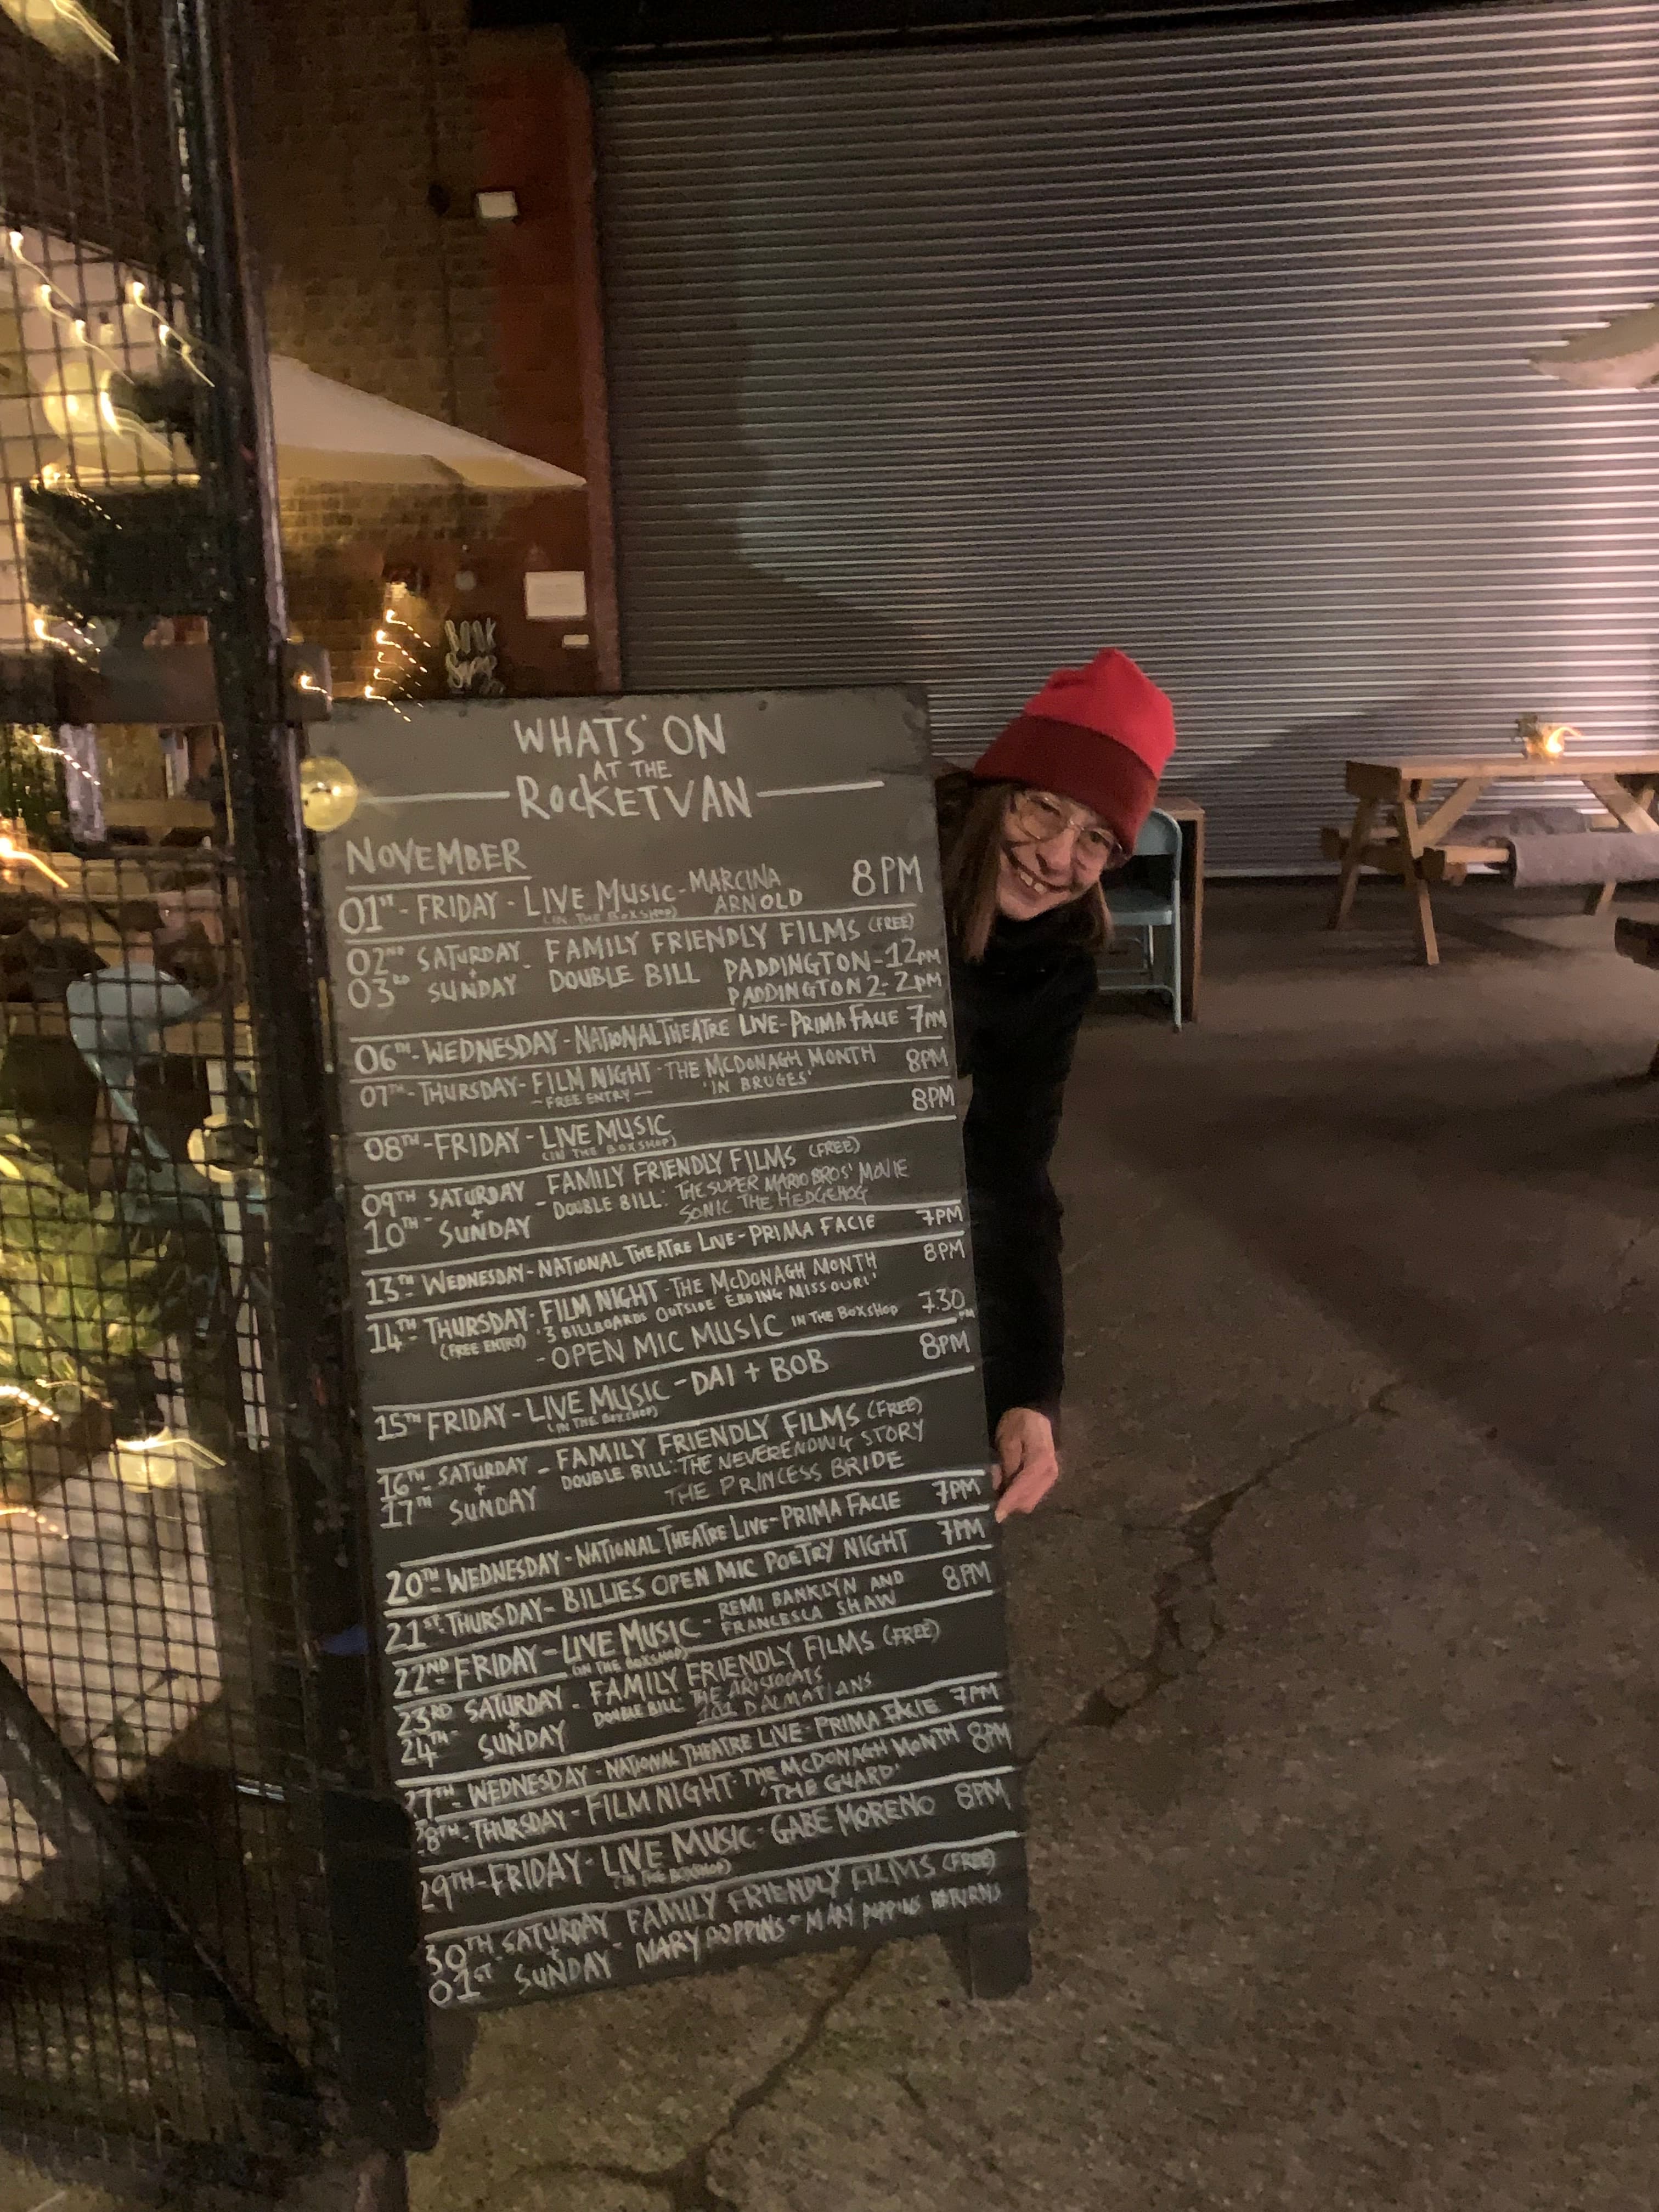 BOOK
SWAP
WHATS' ON
AT THE
ROCKETVAN
NOVEMBER
01ST - FRIDAY - LIVE MUSIC - MARCINA ARNOLD 8PM
(IN THE BOXSHOP)
02ND SATURDAY - FAMILY FRIENDLY FILMS (FREE)
+
03RD SUNDAY DOUBLE BILL PADDINGTON - 12PM
PADDINGTON 2 - 2PM
06TH - WEDNESDAY - NATIONAL THEATRE LIVE - PRIMA FACIE 7PM
07TH - THURSDAY - FILM NIGHT - THE MCDONAGH MONTH 8PM
- FREE ENTRY - 'IN BRUGES'
08TH - FRIDAY - LIVE MUSIC 8PM
(IN THE BOXSHOP)
09TH SATURDAY - FAMILY FRIENDLY FILMS (FREE)
+ - DOUBLE BILL: THE SUPER MARIO BROS' MOVIE
10TH SUNDAY SONIC THE HEDGEHOG
13TH WEDNESDAY - NATIONAL THEATRE LIVE - PRIMA FACIE 7PM
14TH - THURSDAY - FILM NIGHT - THE MCDONAGH MONTH 8PM
(FREE ENTRY) '3 BILLBOARDS OUTSIDE EBBING MISSOURI'
- OPEN MIC MUSIC IN THE BOXSHOP 7.30PM
15TH FRIDAY - LIVE MUSIC - DAI + BOB 8PM
(IN THE BOXSHOP)
16TH SATURDAY - FAMILY FRIENDLY FILMS (FREE)
+ DOUBLE BILL: THE NEVERENDING STORY
17TH SUNDAY THE PRINCESS BRIDE
20TH - WEDNESDAY - NATIONAL THEATRE LIVE - PRIMA FACIE 7PM
21ST - THURSDAY - BILLIES OPEN MIC POETRY NIGHT 7PM
22ND - FRIDAY - LIVE MUSIC - REMI BANKLYN AND FRANCESCA SHAW 8PM
(IN THE BOXSHOP)
23RD SATURDAY - FAMILY FRIENDLY FILMS (FREE)
+ DOUBLE BILL: THE ARISTOCATS
24TH SUNDAY 101 DALMATIANS
27TH - WEDNESDAY - NATIONAL THEATRE LIVE - PRIMA FACIE 7PM
28TH - THURSDAY - FILM NIGHT - THE MCDONAGH MONTH 8PM
'THE GUARD'
29TH - FRIDAY - LIVE MUSIC - GABE MORENO 8PM
(IN THE BOXSHOP)
30TH SATURDAY FAMILY FRIENDLY FILMS (FREE)
+
01ST SUNDAY - MARY POPPINS + MARY POPPINS RETURNS